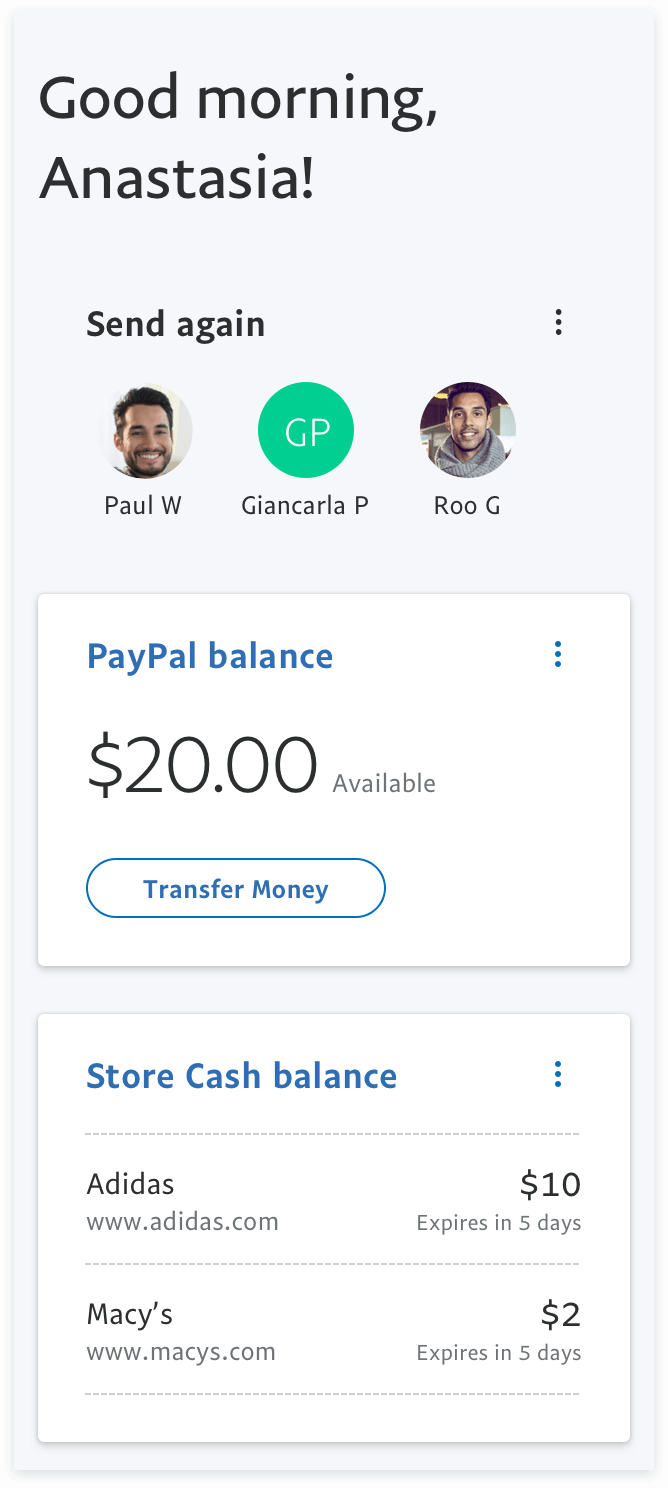 Good morning,
Anastasia!
Send again
GP
Paul W
Giancarla P
Roo G
PayPal balance
$20.00 Available
Transfer Money
Store Cash balance
Adidas
$10
www.adidas.com
Expires in 5 days
Macy’s
$2
www.macys.com
Expires in 5 days